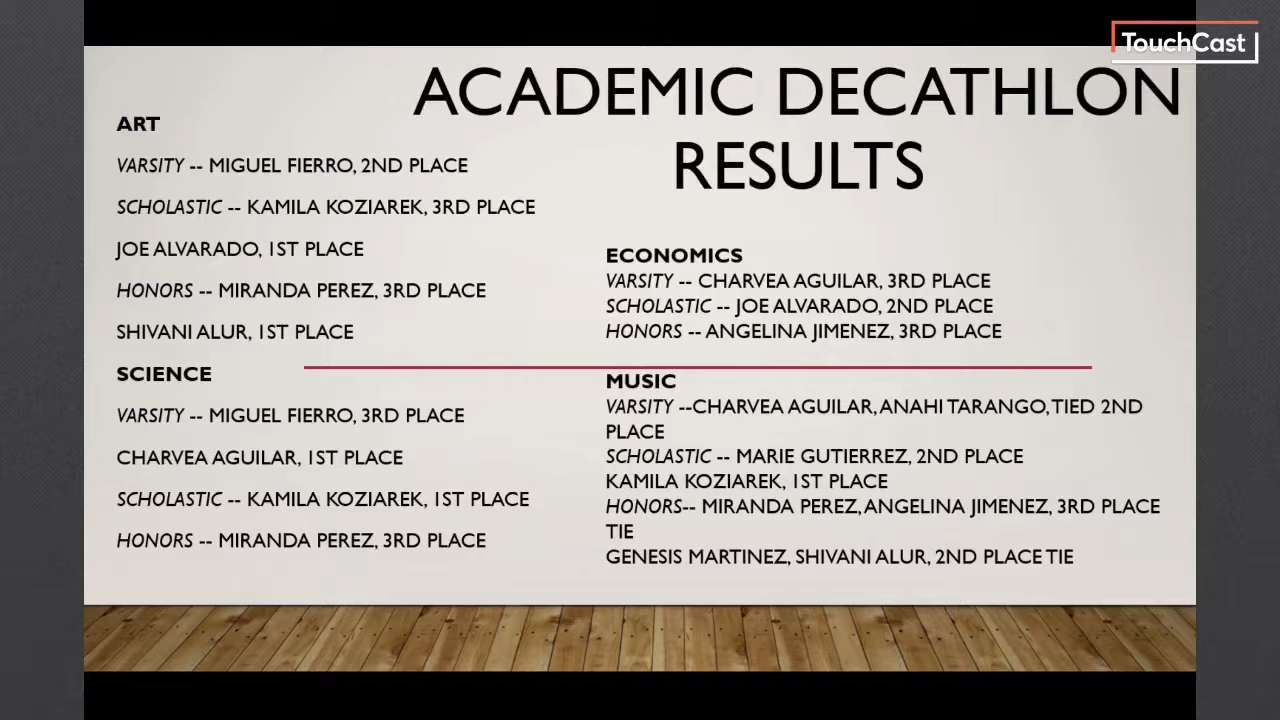 TouchCast
ACADEMIC DECATHLON
RESULTS
ART
VARSITY -- MIGUEL FIERRO, 2ND PLACE
SCHOLASTIC -- KAMILA KOZIAREK, 3RD PLACE
JOE ALVARADO, 1ST PLACE
HONORS -- MIRANDA PEREZ, 3RD PLACE
SHIVANI ALUR, 1ST PLACE
SCIENCE
VARSITY -- MIGUEL FIERRO, 3RD PLACE
CHARVEA AGUILAR, 1ST PLACE
SCHOLASTIC -- KAMILA KOZIAREK, 1ST PLACE
HONORS -- MIRANDA PEREZ, 3RD PLACE
ECONOMICS
VARSITY -- CHARVEA AGUILAR, 3RD PLACE
SCHOLASTIC -- JOE ALVARADO, 2ND PLACE
HONORS -- ANGELINA JIMENEZ, 3RD PLACE
MUSIC
VARSITY --CHARVEA AGUILAR, ANAHI TARANGO, TIED 2ND
PLACE
SCHOLASTIC -- MARIE GUTIERREZ, 2ND PLACE
KAMILA KOZIAREK, 1ST PLACE
HONORS-- MIRANDA PEREZ, ANGELINA JIMENEZ, 3RD PLACE
TIE
GENESIS MARTINEZ, SHIVANI ALUR, 2ND PLACE TIE